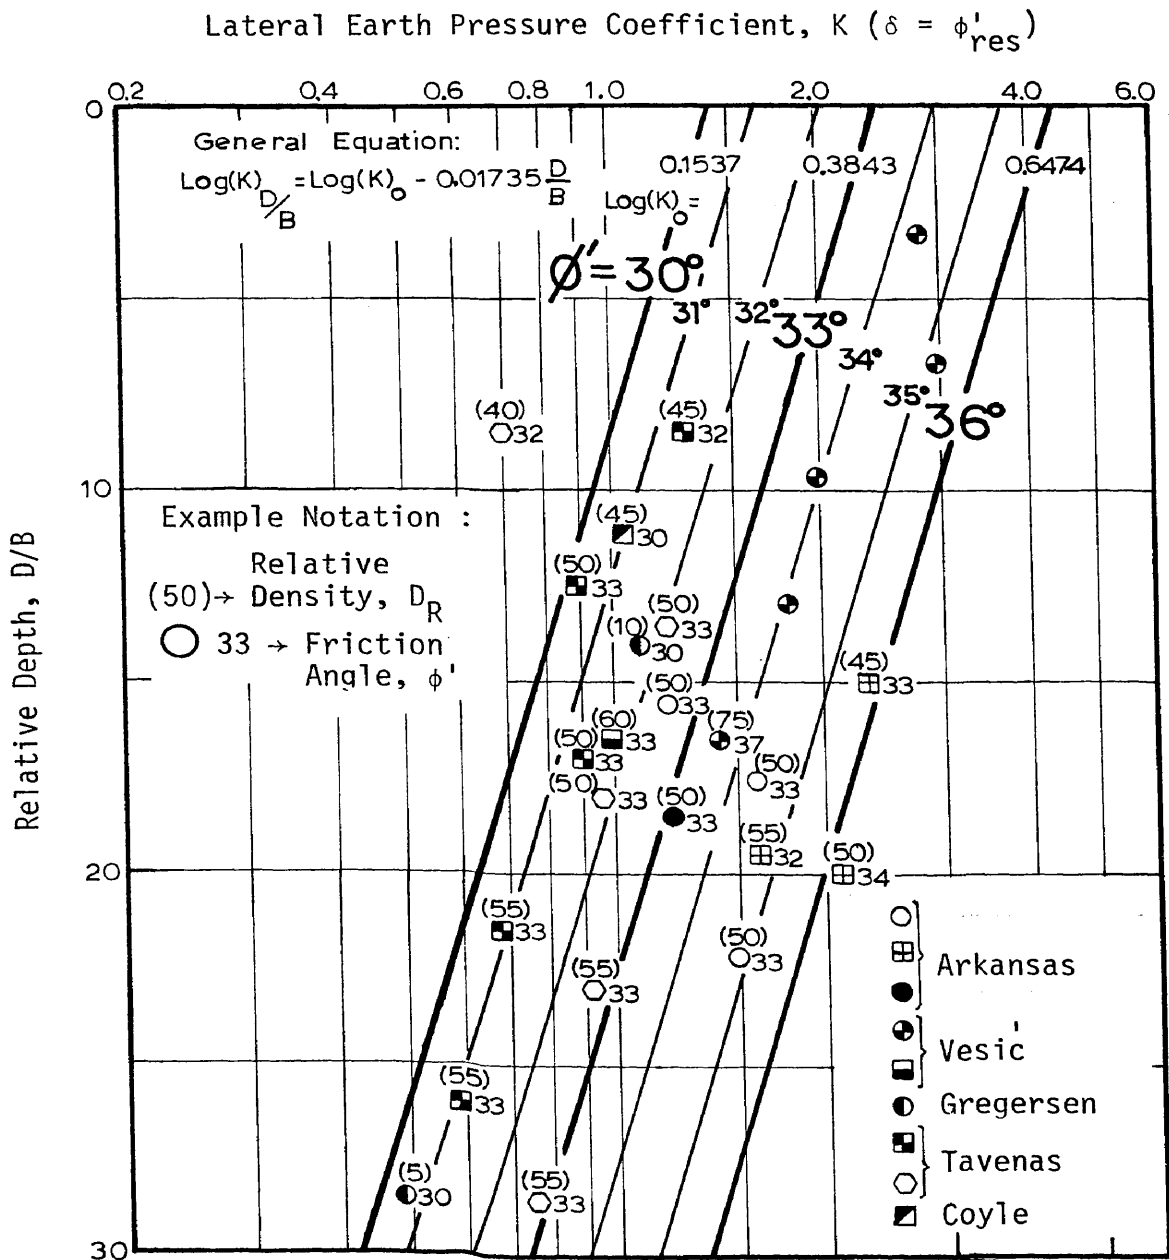 Lateral Earth Pressure Coefficient, K (δ = ϕ'res)
0.2 0.4 0.6 0.8 1.0 2.0 4.0 6.0
0
General Equation:
Log(K)D/B = Log(K)o - 0.01735 D/B
Log(K)o =
0.1537 0.3843 0.6474
Ø' = 30°
31° 32° 33°
34°
35° 36°
(40)
32
(45)
32
10
Example Notation :
Relative
(50)→ Density, DR
33 → Friction
Angle, ϕ'
(45)
30
(50)
33
(50)
33
(10)
30
(45)
33
(50)
33
(60)
33
(75)
37
(50)
33
(50)
33
(50)
33
(50)
33
(55)
32
(50)
34
20
(55)
33
(50)
33
(55)
33
(55)
33
(5)
30
(55)
33
30
Relative Depth, D/B
Arkansas
Vesic'
Gregersen
Tavenas
Coyle